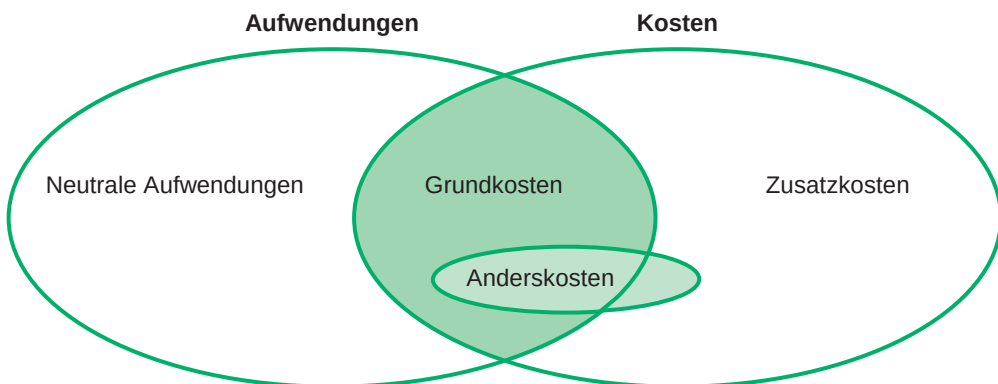 Aufwendungen
Kosten
Neutrale Aufwendungen
Grundkosten
Zusatzkosten
Anderskosten